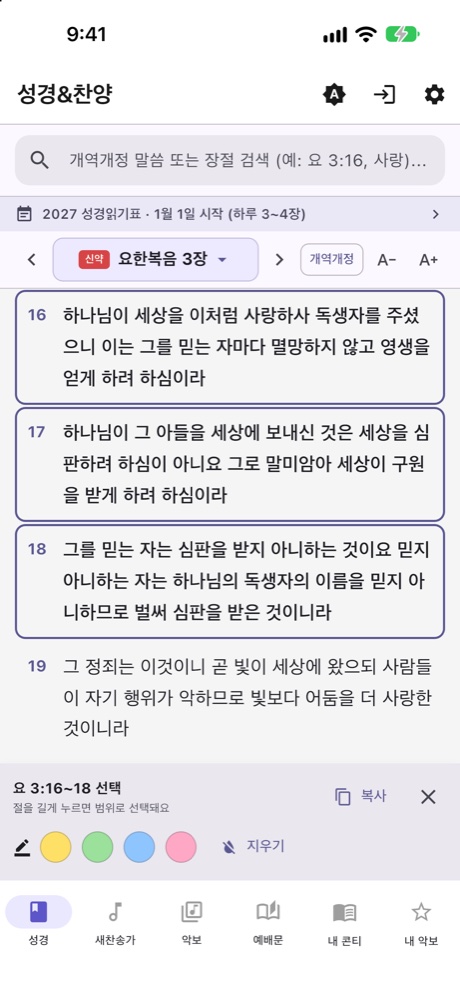 9:41
성경&찬양
A
개역개정 말씀 또는 장절 검색 (예: 요 3:16, 사랑)...
2027 성경읽기표 · 1월 1일 시작 (하루 3~4장)
신약 요한복음 3장 개역개정 A- A+
16 하나님이 세상을 이처럼 사랑하사 독생자를 주셨
으니 이는 그를 믿는 자마다 멸망하지 않고 영생을
얻게 하려 하심이라
17 하나님이 그 아들을 세상에 보내신 것은 세상을 심
판하려 하심이 아니요 그로 말미암아 세상이 구원
을 받게 하려 하심이라
18 그를 믿는 자는 심판을 받지 아니하는 것이요 믿지
아니하는 자는 하나님의 독생자의 이름을 믿지 아
니하므로 벌써 심판을 받은 것이니라
19 그 정죄는 이것이니 곧 빛이 세상에 왔으되 사람들
이 자기 행위가 악하므로 빛보다 어둠을 더 사랑한
것이니라
요 3:16~18 선택
절을 길게 누르면 범위로 선택돼요
복사
지우기
성경 새찬송가 악보 예배문 내 콘티 내 악보